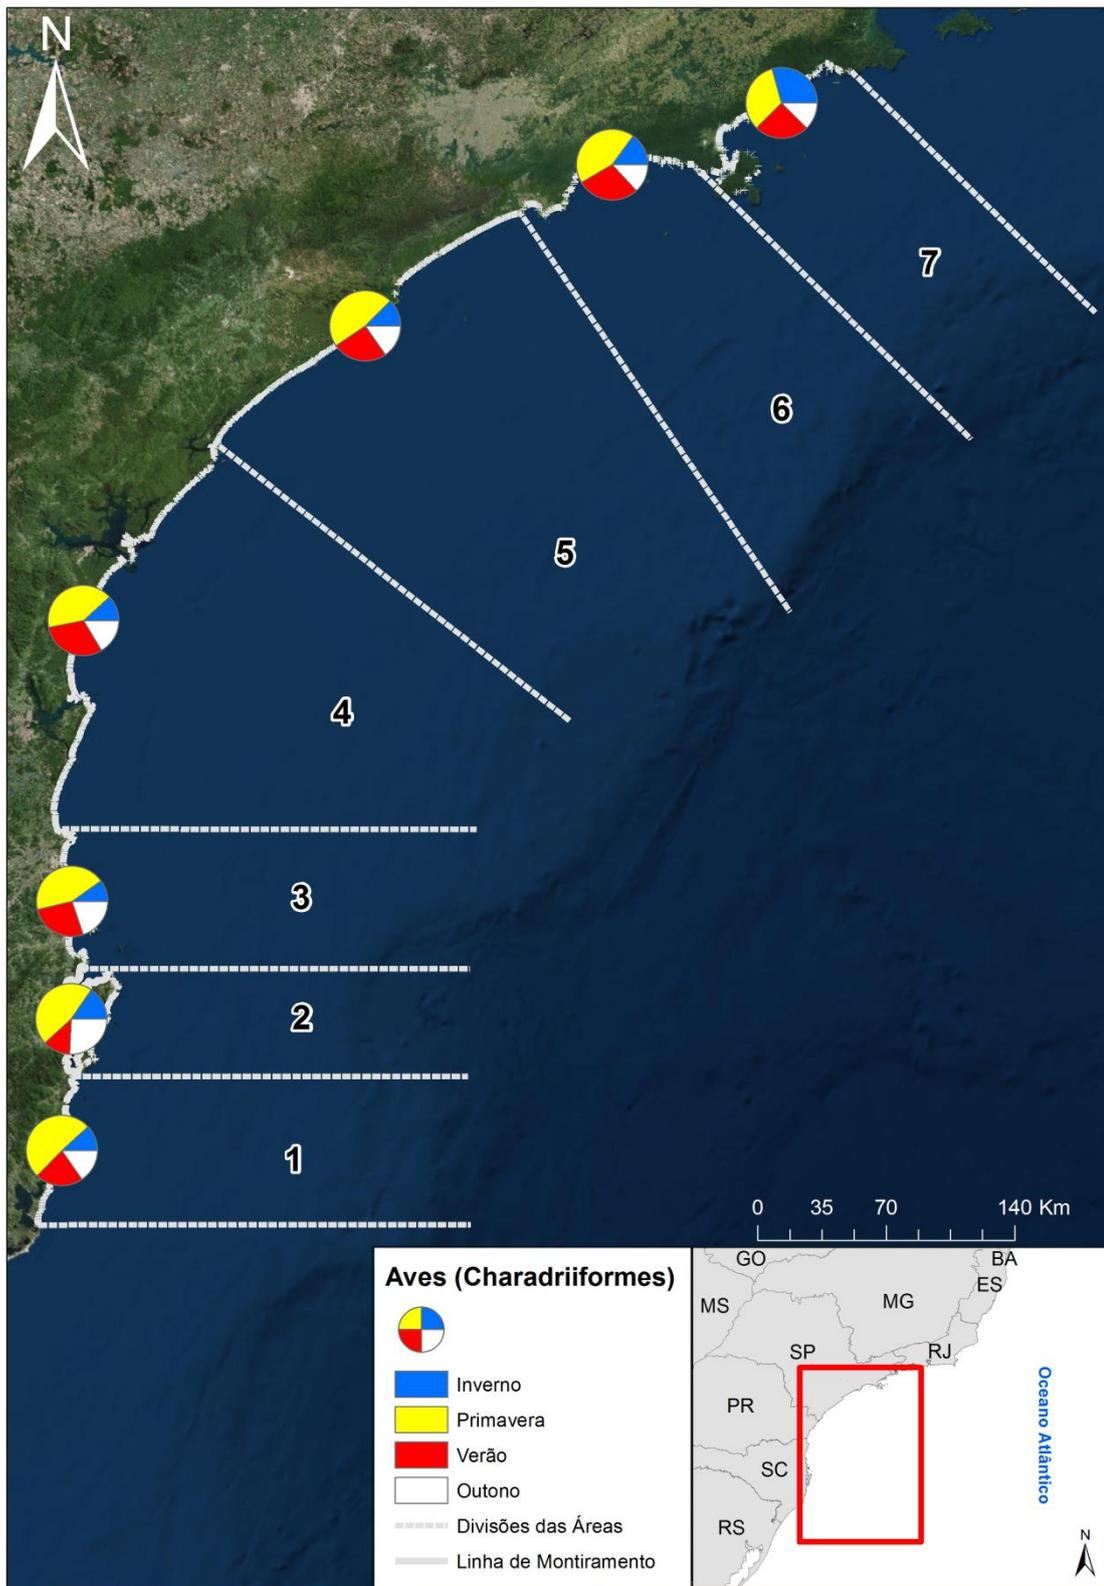 N
7
6
5
4
3
2
1
0 35 70 140 Km
Aves (Charadriiformes)
Inverno
Primavera
Verão
Outono
Divisões das Áreas
Linha de Montiramento
GO
BA
ES
MS
MG
SP
RJ
PR
SC
RS
Oceano Atlântico
N